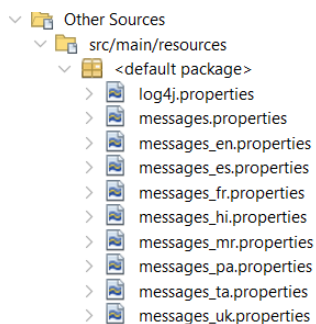 Other Sources
src/main/resources
<default package>
log4j.properties
messages.properties
messages_en.properties
messages_es.properties
messages_fr.properties
messages_hi.properties
messages_mr.properties
messages_pa.properties
messages_ta.properties
messages_uk.properties